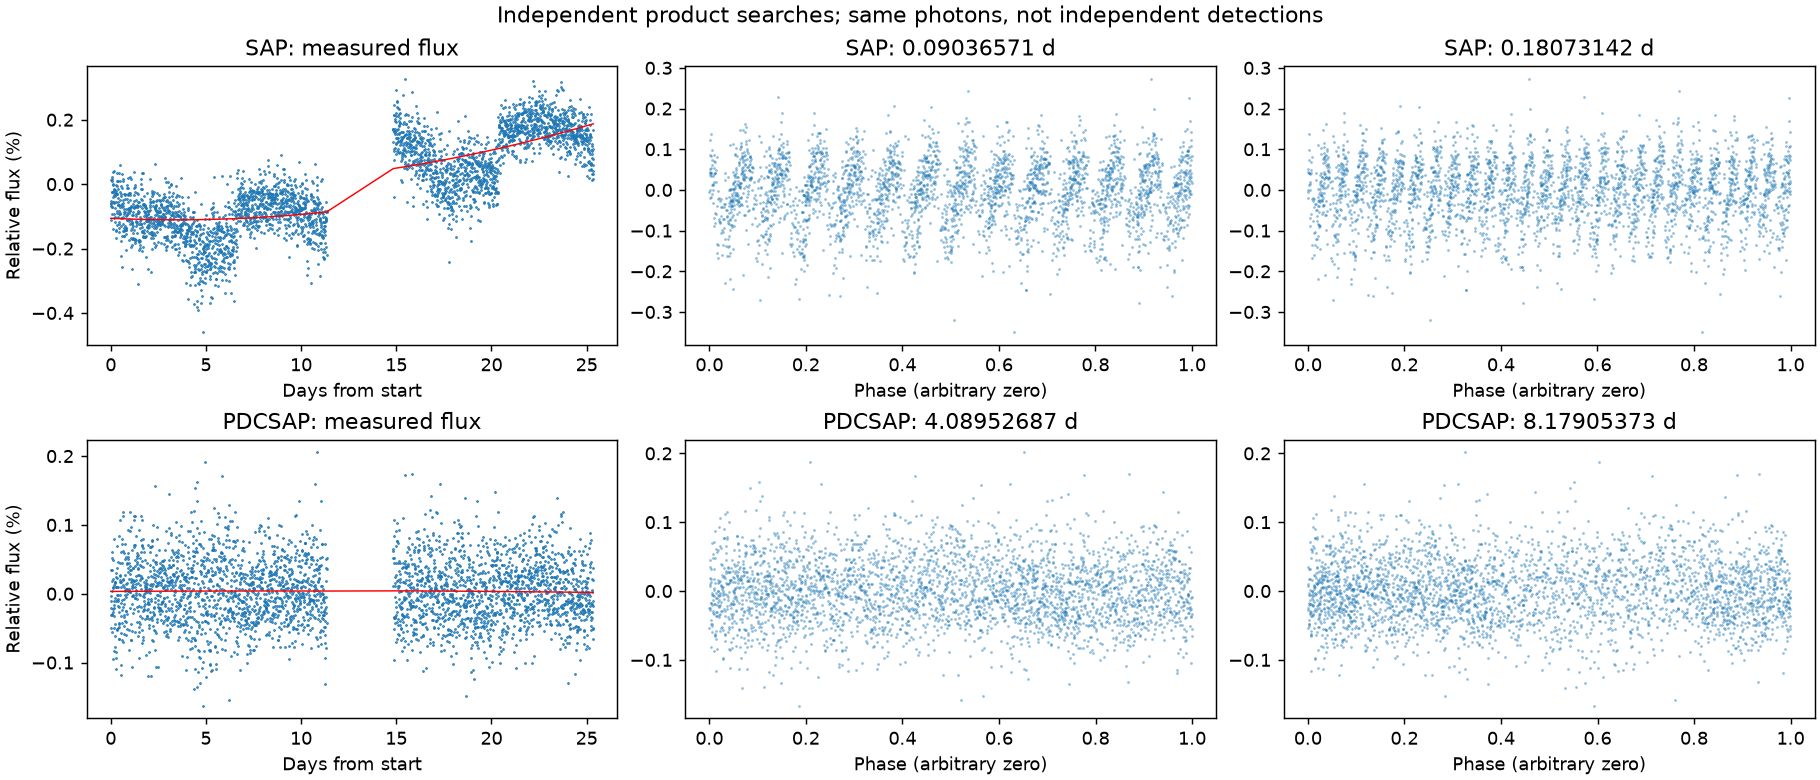 Independent product searches; same photons, not independent detections
SAP: measured flux
SAP: 0.09036571 d
SAP: 0.18073142 d
Relative flux (%)
0.2
0.0
−0.2
−0.4
0 5 10 15 20 25
Days from start
0.3
0.2
0.1
0.0
−0.1
−0.2
−0.3
0.0 0.2 0.4 0.6 0.8 1.0
Phase (arbitrary zero)
0.3
0.2
0.1
0.0
−0.1
−0.2
−0.3
0.0 0.2 0.4 0.6 0.8 1.0
Phase (arbitrary zero)
PDCSAP: measured flux
PDCSAP: 4.08952687 d
PDCSAP: 8.17905373 d
Relative flux (%)
0.2
0.1
0.0
−0.1
0 5 10 15 20 25
Days from start
0.2
0.1
0.0
−0.1
0.0 0.2 0.4 0.6 0.8 1.0
Phase (arbitrary zero)
0.2
0.1
0.0
−0.1
0.0 0.2 0.4 0.6 0.8 1.0
Phase (arbitrary zero)